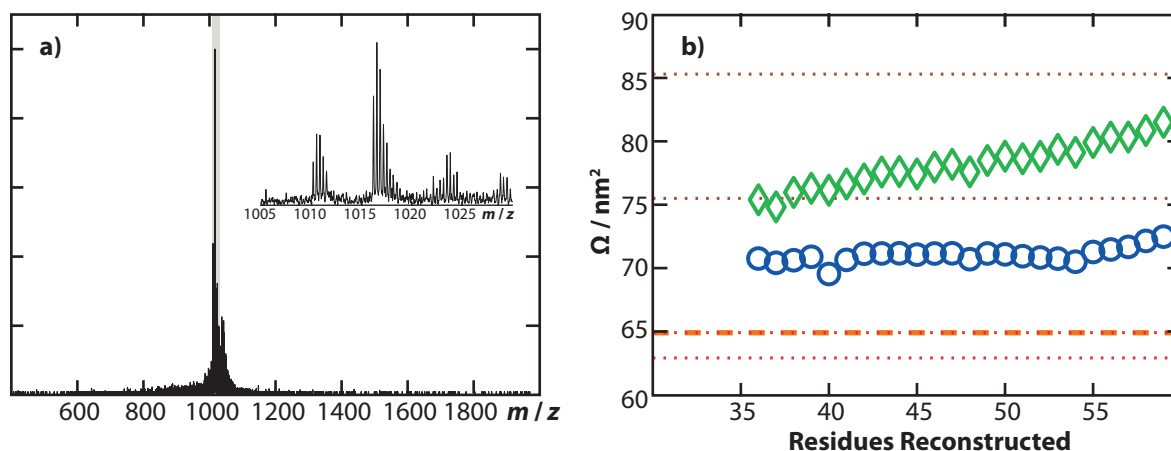 a)
1005 1010 1015 1020 1025 m / z
600 800 1000 1200 1400 1600 1800 m / z
b)
90
85
80
75
70
65
60
Ω / nm²
35 40 45 50 55
Residues Reconstructed